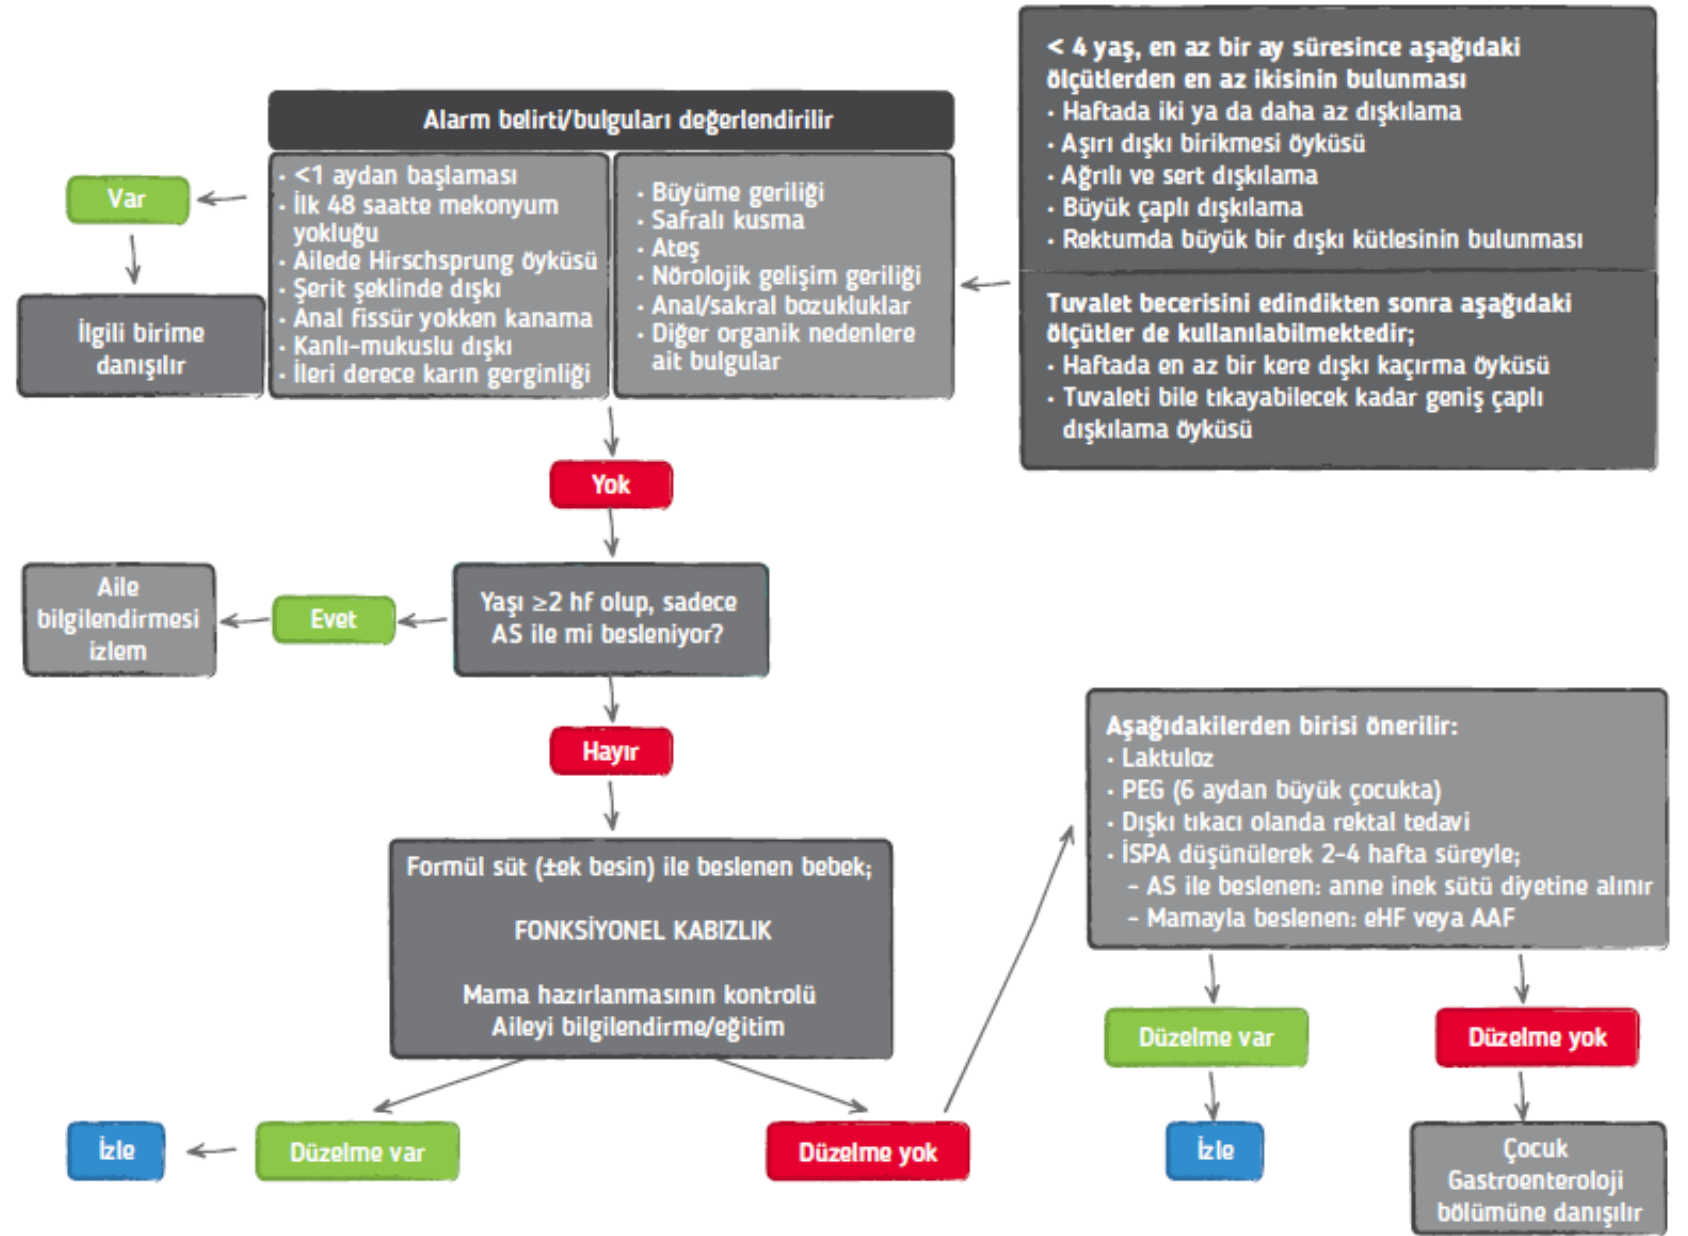 < 4 yaş, en az bir ay süresince aşağıdaki
ölçütlerden en az ikisinin bulunması
· Haftada iki ya da daha az dışkılama
· Aşırı dışkı birikmesi öyküsü
· Ağrılı ve sert dışkılama
· Büyük çaplı dışkılama
· Rektumda büyük bir dışkı kütlesinin bulunması
Tuvalet becerisini edindikten sonra aşağıdaki
ölçütler de kullanılabilmektedir;
· Haftada en az bir kere dışkı kaçırma öyküsü
· Tuvaleti bile tıkayabilecek kadar geniş çaplı
dışkılama öyküsü
Alarm belirti/bulguları değerlendirilir
· <1 aydan başlaması
· İlk 48 saatte mekonyum
yokluğu
· Ailede Hirschsprung öyküsü
· Şerit şeklinde dışkı
· Anal fissür yokken kanama
· Kanlı-mukuslu dışkı
· İleri derece karın gerginliği
· Büyüme geriliği
· Safralı kusma
· Ateş
· Nörolojik gelişim geriliği
· Anal/sakral bozukluklar
· Diğer organik nedenlere
ait bulgular
Var
İlgili birime
danışılır
Yok
Yaşı ≥2 hf olup, sadece
AS ile mi besleniyor?
Evet
Aile
bilgilendirmesi
izlem
Hayır
Formül süt (±ek besin) ile beslenen bebek;
FONKSİYONEL KABIZLIK
Mama hazırlanmasının kontrolü
Aileyi bilgilendirme/eğitim
Düzelme var
İzle
Düzelme yok
Aşağıdakilerden birisi önerilir:
· Laktuloz
· PEG (6 aydan büyük çocukta)
· Dışkı tıkacı olanda rektal tedavi
· İSPA düşünülerek 2-4 hafta süreyle;
– AS ile beslenen: anne inek sütü diyetine alınır
– Mamayla beslenen: eHF veya AAF
Düzelme var
İzle
Düzelme yok
Çocuk
Gastroenteroloji
bölümüne danışılır